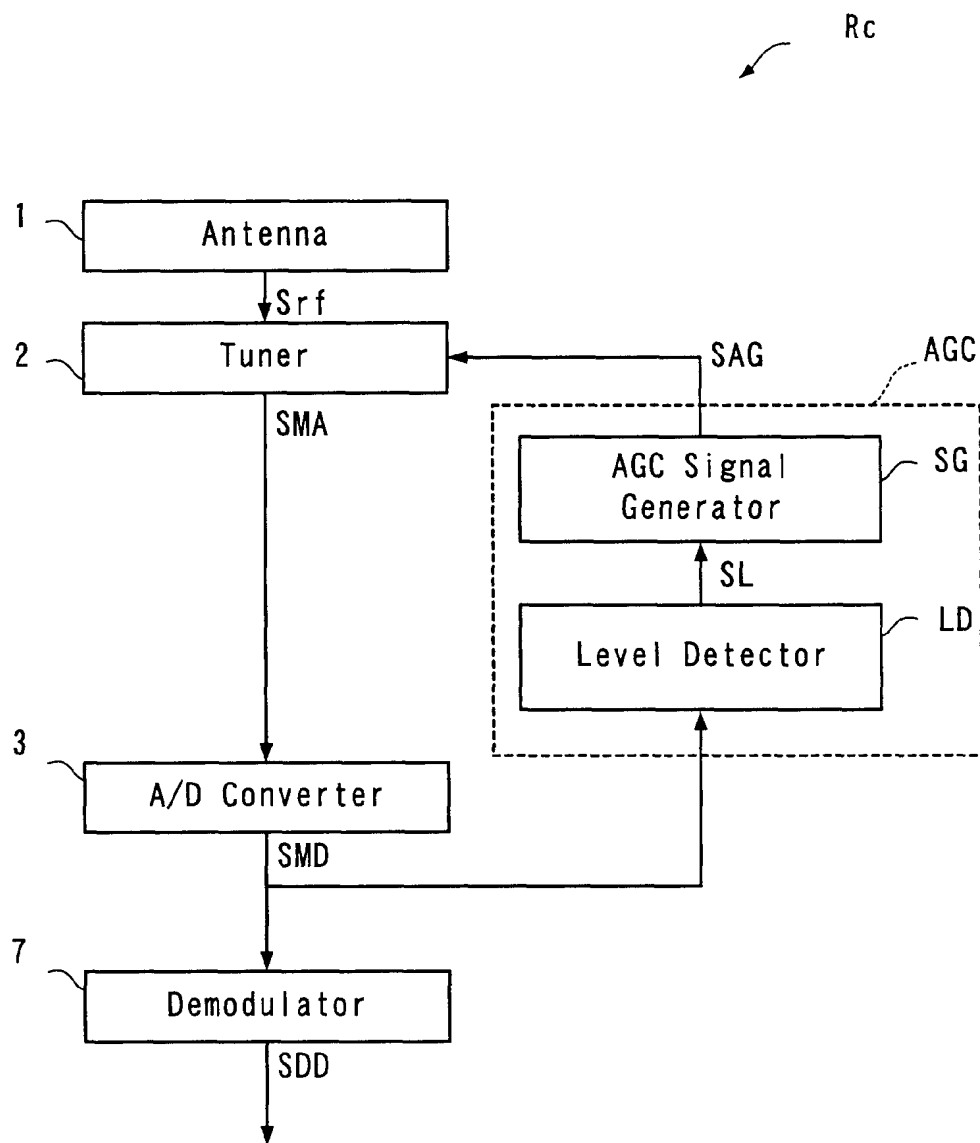 Rc
1
Antenna
Srf
2
Tuner
SAG
AGC
SMA
AGC Signal
Generator
SG
SL
LD
Level Detector
3
A/D Converter
SMD
7
Demodulator
SDD